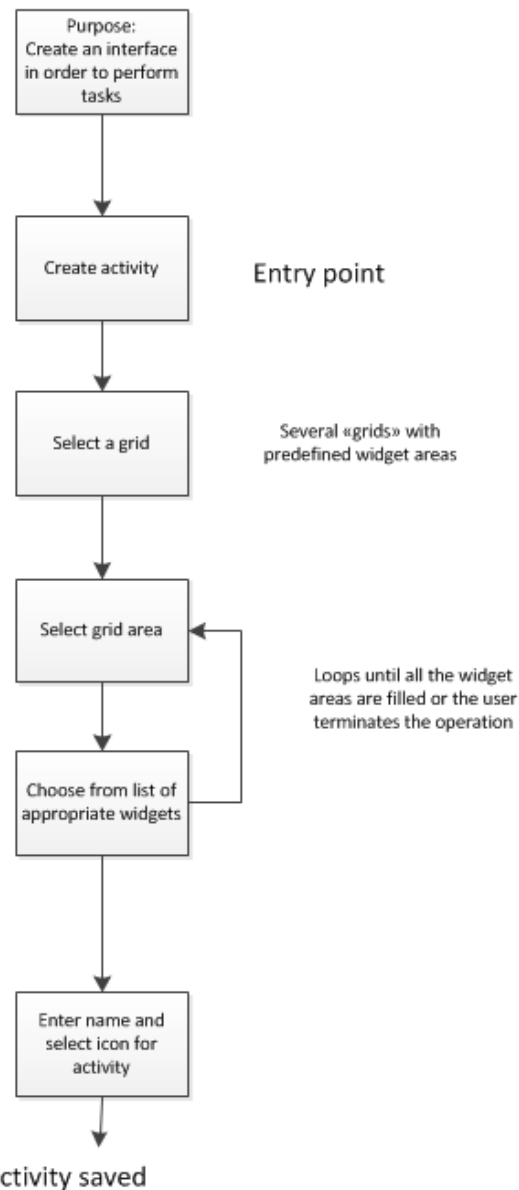 Purpose:
Create an interface
in order to perform
tasks
Create activity
Entry point
Select a grid
Several «grids» with
predefined widget areas
Select grid area
Loops until all the widget
areas are filled or the user
terminates the operation
Choose from list of
appropriate widgets
Enter name and
select icon for
activity
ctivity saved